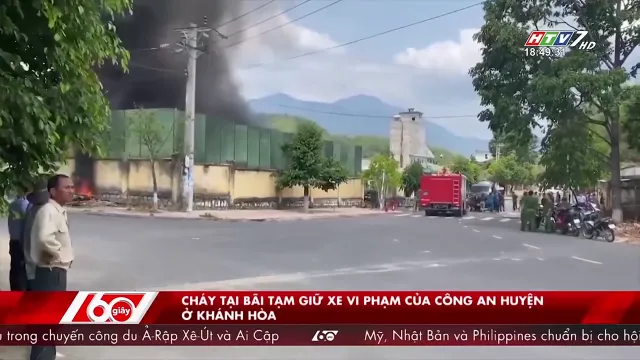 HTV7 HD
18:49:33
60 giây
CHÁY TẠI BÃI TẠM GIỮ XE VI PHẠM CỦA CÔNG AN HUYỆN
Ở KHÁNH HÒA
trong chuyến công du Ả-Rập Xê-Út và Ai Cập 60 Mỹ, Nhật Bản và Philippines chuẩn bị cho